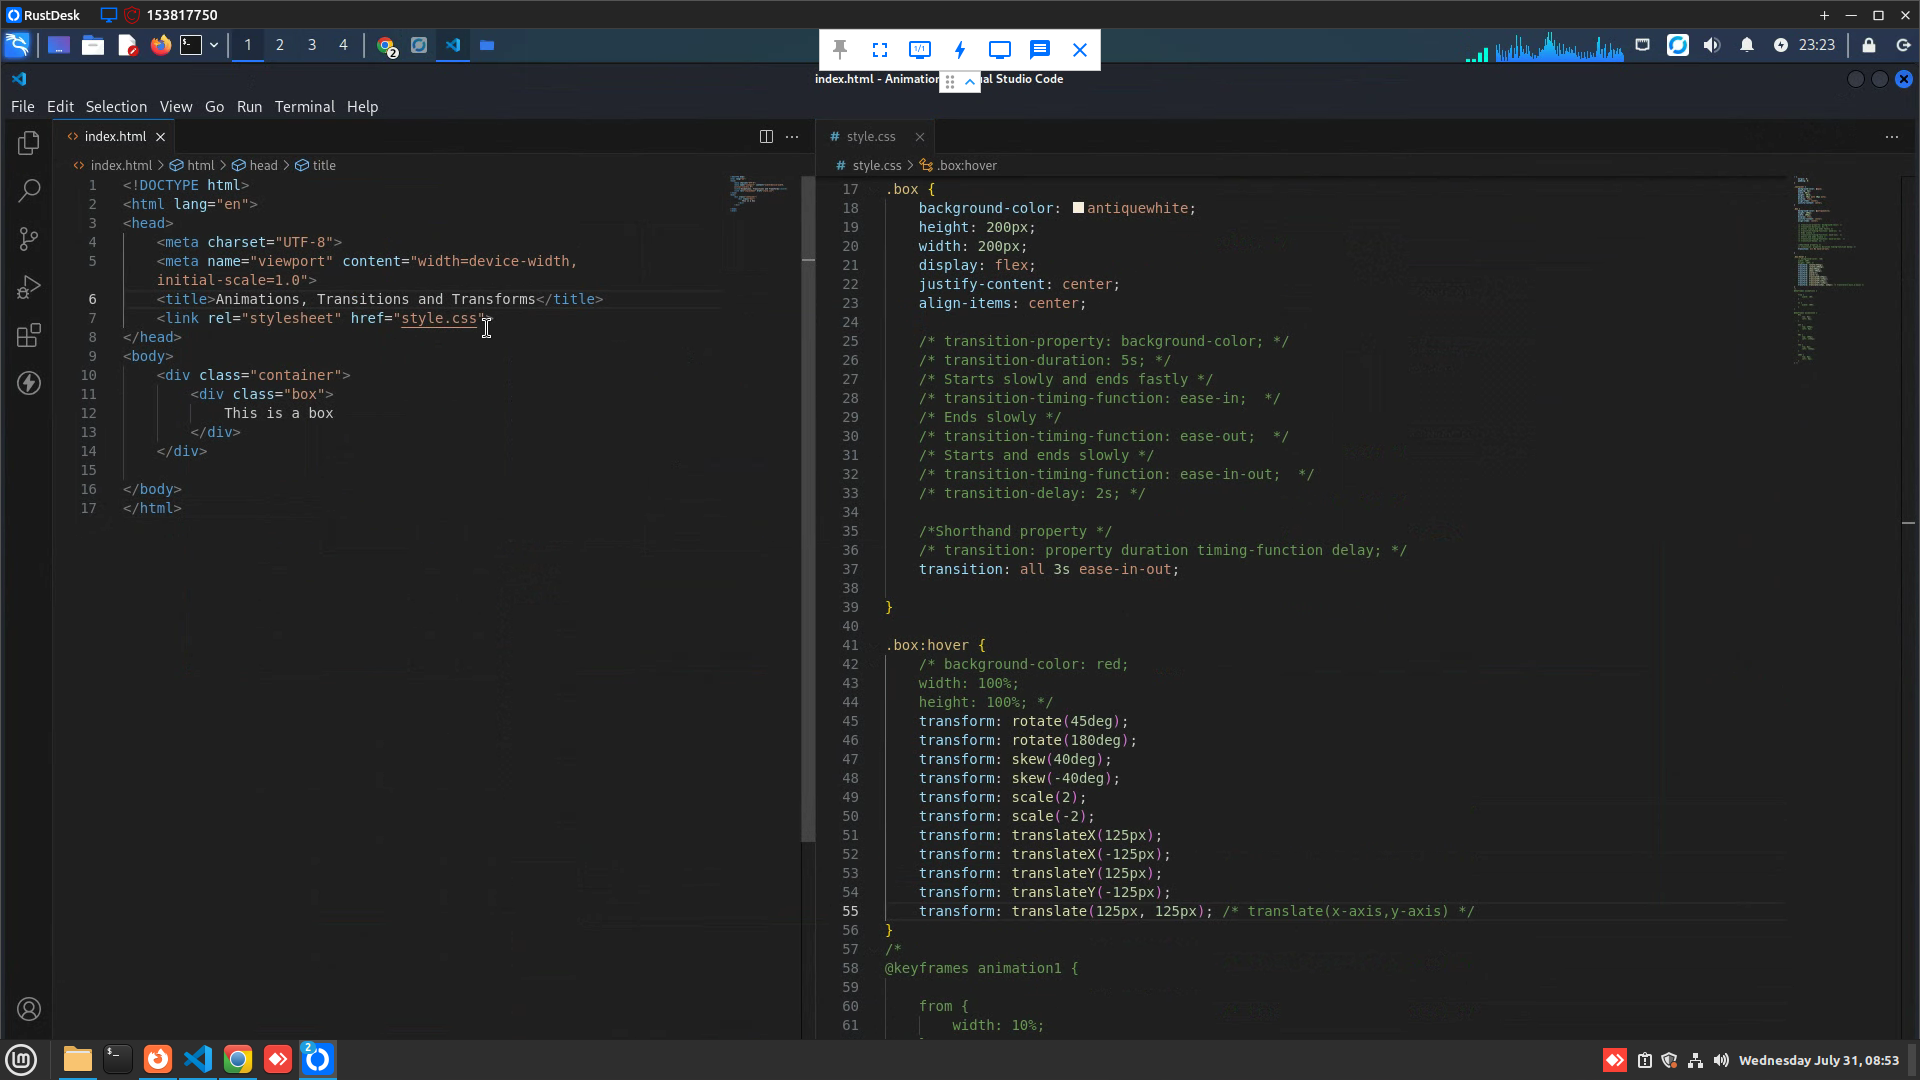 RustDesk 153817750
1 2 3 4 2 1/1 23:23
index.html - Animation ual Studio Code
File Edit Selection View Go Run Terminal Help
index.html
index.html > html > head > title
1 <!DOCTYPE html>
2 <html lang="en">
3 <head>
4 <meta charset="UTF-8">
5 <meta name="viewport" content="width=device-width,
initial-scale=1.0">
6 <title>Animations, Transitions and Transforms</title>
7 <link rel="stylesheet" href="style.css">
8 </head>
9 <body>
10 <div class="container">
11 <div class="box">
12 This is a box
13 </div>
14 </div>
15
16 </body>
17 </html>
# style.css
# style.css > .box:hover
17 .box {
18 background-color: antiquewhite;
19 height: 200px;
20 width: 200px;
21 display: flex;
22 justify-content: center;
23 align-items: center;
24
25 /* transition-property: background-color; */
26 /* transition-duration: 5s; */
27 /* Starts slowly and ends fastly */
28 /* transition-timing-function: ease-in;  */
29 /* Ends slowly */
30 /* transition-timing-function: ease-out;  */
31 /* Starts and ends slowly */
32 /* transition-timing-function: ease-in-out;  */
33 /* transition-delay: 2s; */
34
35 /*Shorthand property */
36 /* transition: property duration timing-function delay; */
37 transition: all 3s ease-in-out;
38
39 }
40
41 .box:hover {
42 /* background-color: red;
43 width: 100%;
44 height: 100%; */
45 transform: rotate(45deg);
46 transform: rotate(180deg);
47 transform: skew(40deg);
48 transform: skew(-40deg);
49 transform: scale(2);
50 transform: scale(-2);
51 transform: translateX(125px);
52 transform: translateX(-125px);
53 transform: translateY(125px);
54 transform: translateY(-125px);
55 transform: translate(125px, 125px); /* translate(x-axis,y-axis) */
56 }
57 /*
58 @keyframes animation1 {
59
60 from {
61 width: 10%;
2
Wednesday July 31, 08:53